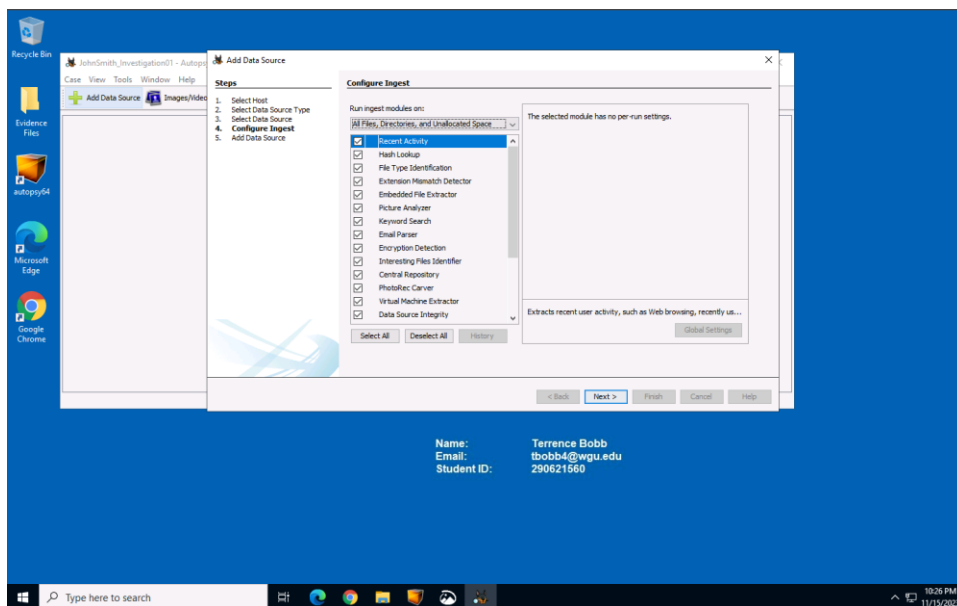 Recycle Bin
Evidence
Files
autopsy64
Microsoft
Edge
Google
Chrome
JohnSmith_Investigation01 - Autops
Case View Tools Window Help
Add Data Source Images/Video
Add Data Source
Steps
1. Select Host
2. Select Data Source Type
3. Select Data Source
4. Configure Ingest
5. Add Data Source
Configure Ingest
Run ingest modules on:
All Files, Directories, and Unallocated Space
Recent Activity
Hash Lookup
File Type Identification
Extension Mismatch Detector
Embedded File Extractor
Picture Analyzer
Keyword Search
Email Parser
Encryption Detection
Interesting Files Identifier
Central Repository
PhotoRec Carver
Virtual Machine Extractor
Data Source Integrity
Select All Deselect All History
The selected module has no per-run settings.
Extracts recent user activity, such as Web browsing, recently us...
Global Settings
< Back Next > Finish Cancel Help
Name: Terrence Bobb
Email: tbobb4@wgu.edu
Student ID: 290621560
Type here to search
10:26 PM
11/15/202